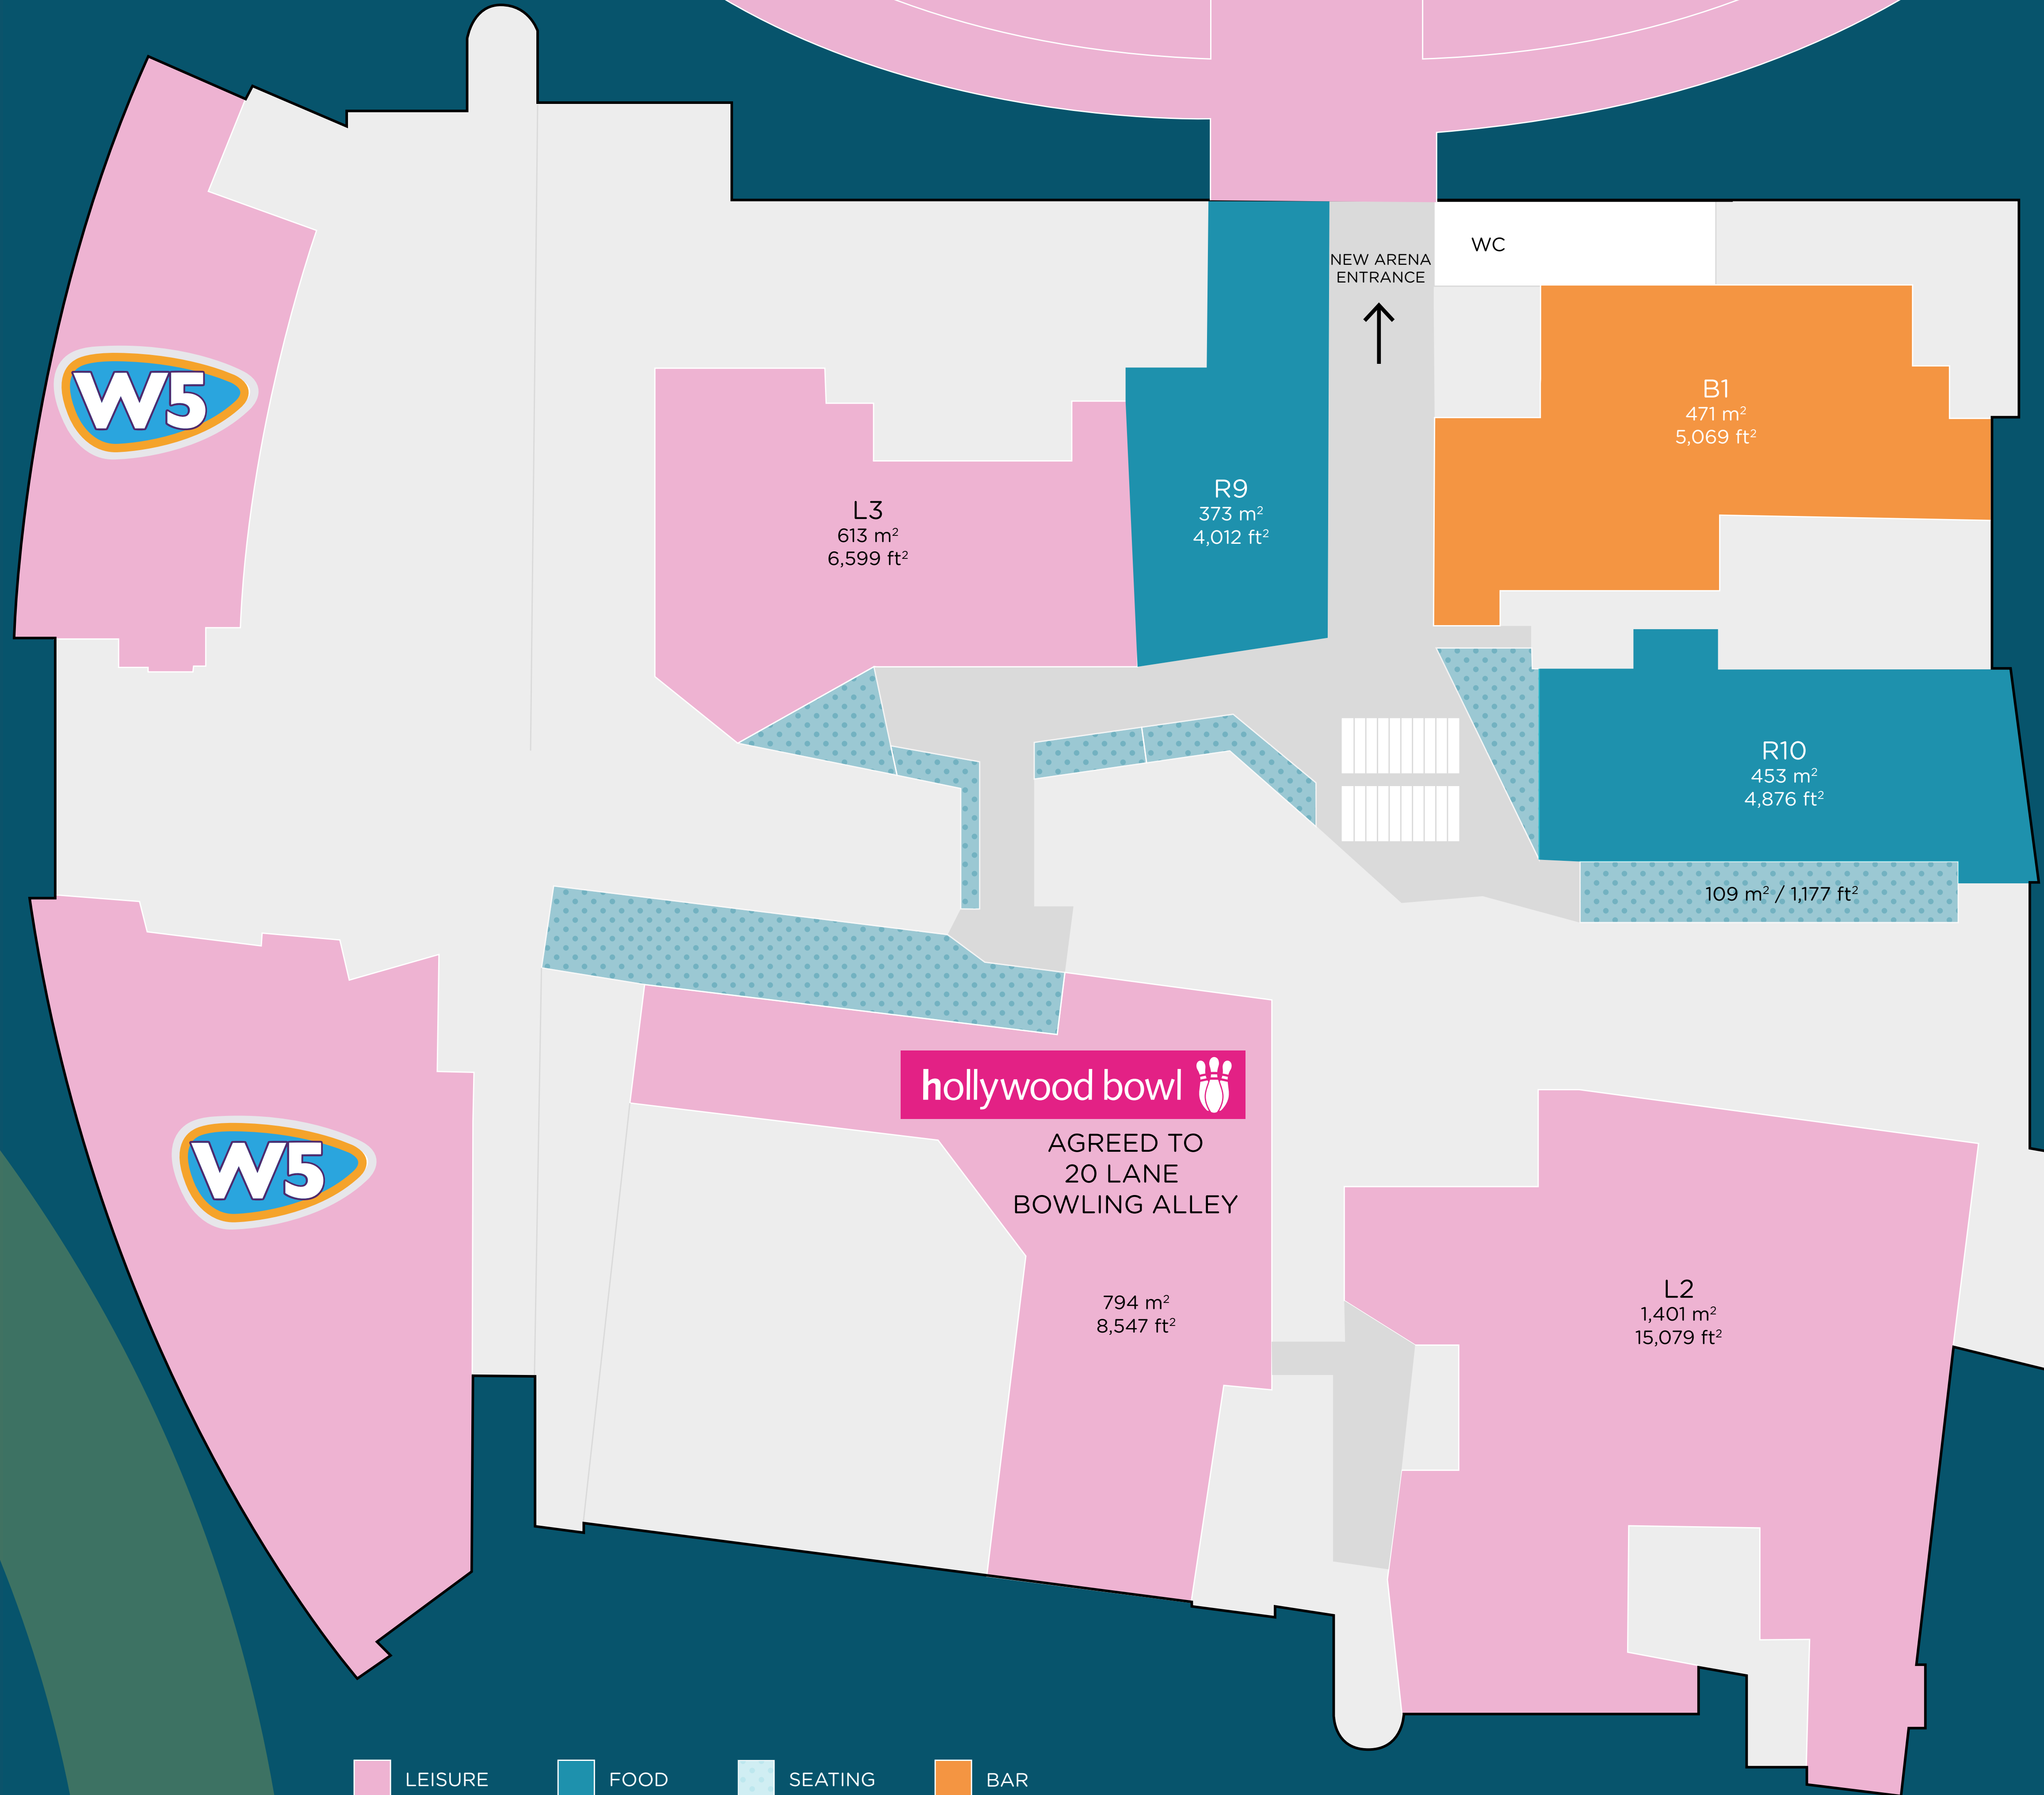 WC
NEW ARENA
ENTRANCE
B1
471 m²
5,069 ft²
W5
L3
613 m²
6,599 ft²
R9
373 m²
4,012 ft²
R10
453 m²
4,876 ft²
109 m² / 1,177 ft²
hollywood bowl
AGREED TO
20 LANE
BOWLING ALLEY
794 m²
8,547 ft²
W5
L2
1,401 m²
15,079 ft²
LEISURE
FOOD
SEATING
BAR